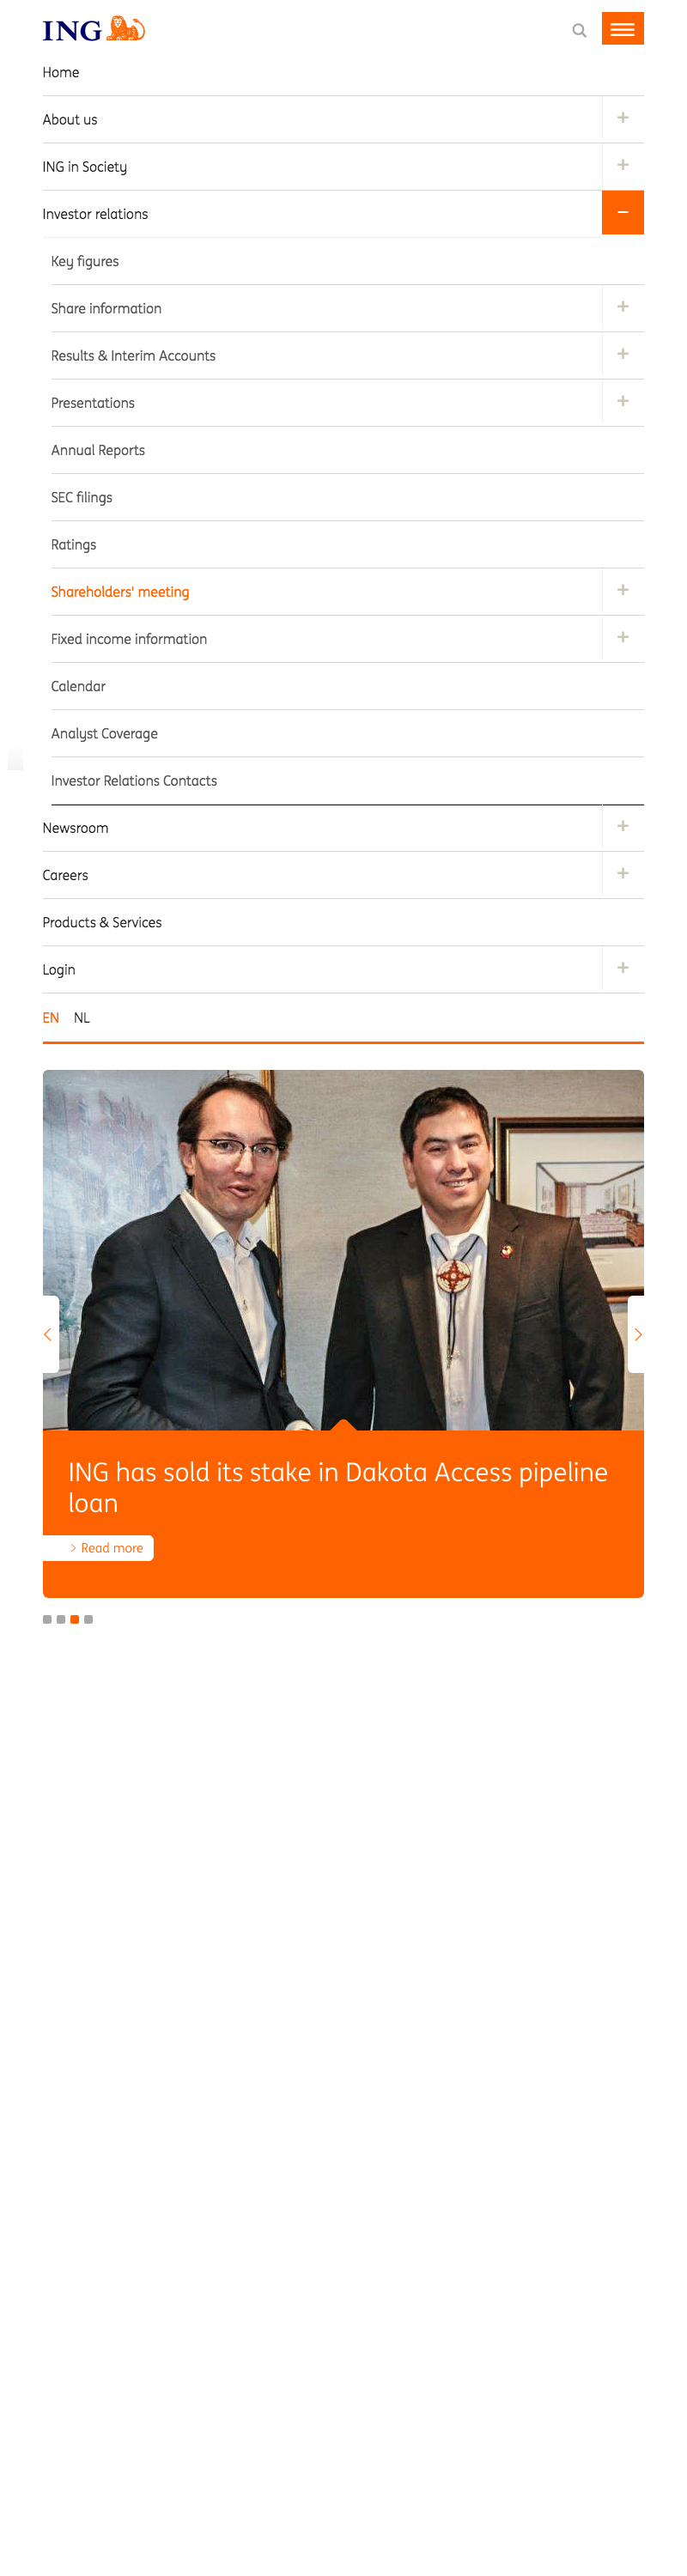 ING
Home
About us
ING in Society
Investor relations
Key figures
Share information
Results & Interim Accounts
Presentations
Annual Reports
SEC filings
Ratings
Shareholders' meeting
Fixed income information
Calendar
Analyst Coverage
Investor Relations Contacts
Newsroom
Careers
Products & Services
Login
EN NL
ING has sold its stake in Dakota Access pipeline
loan
Read more